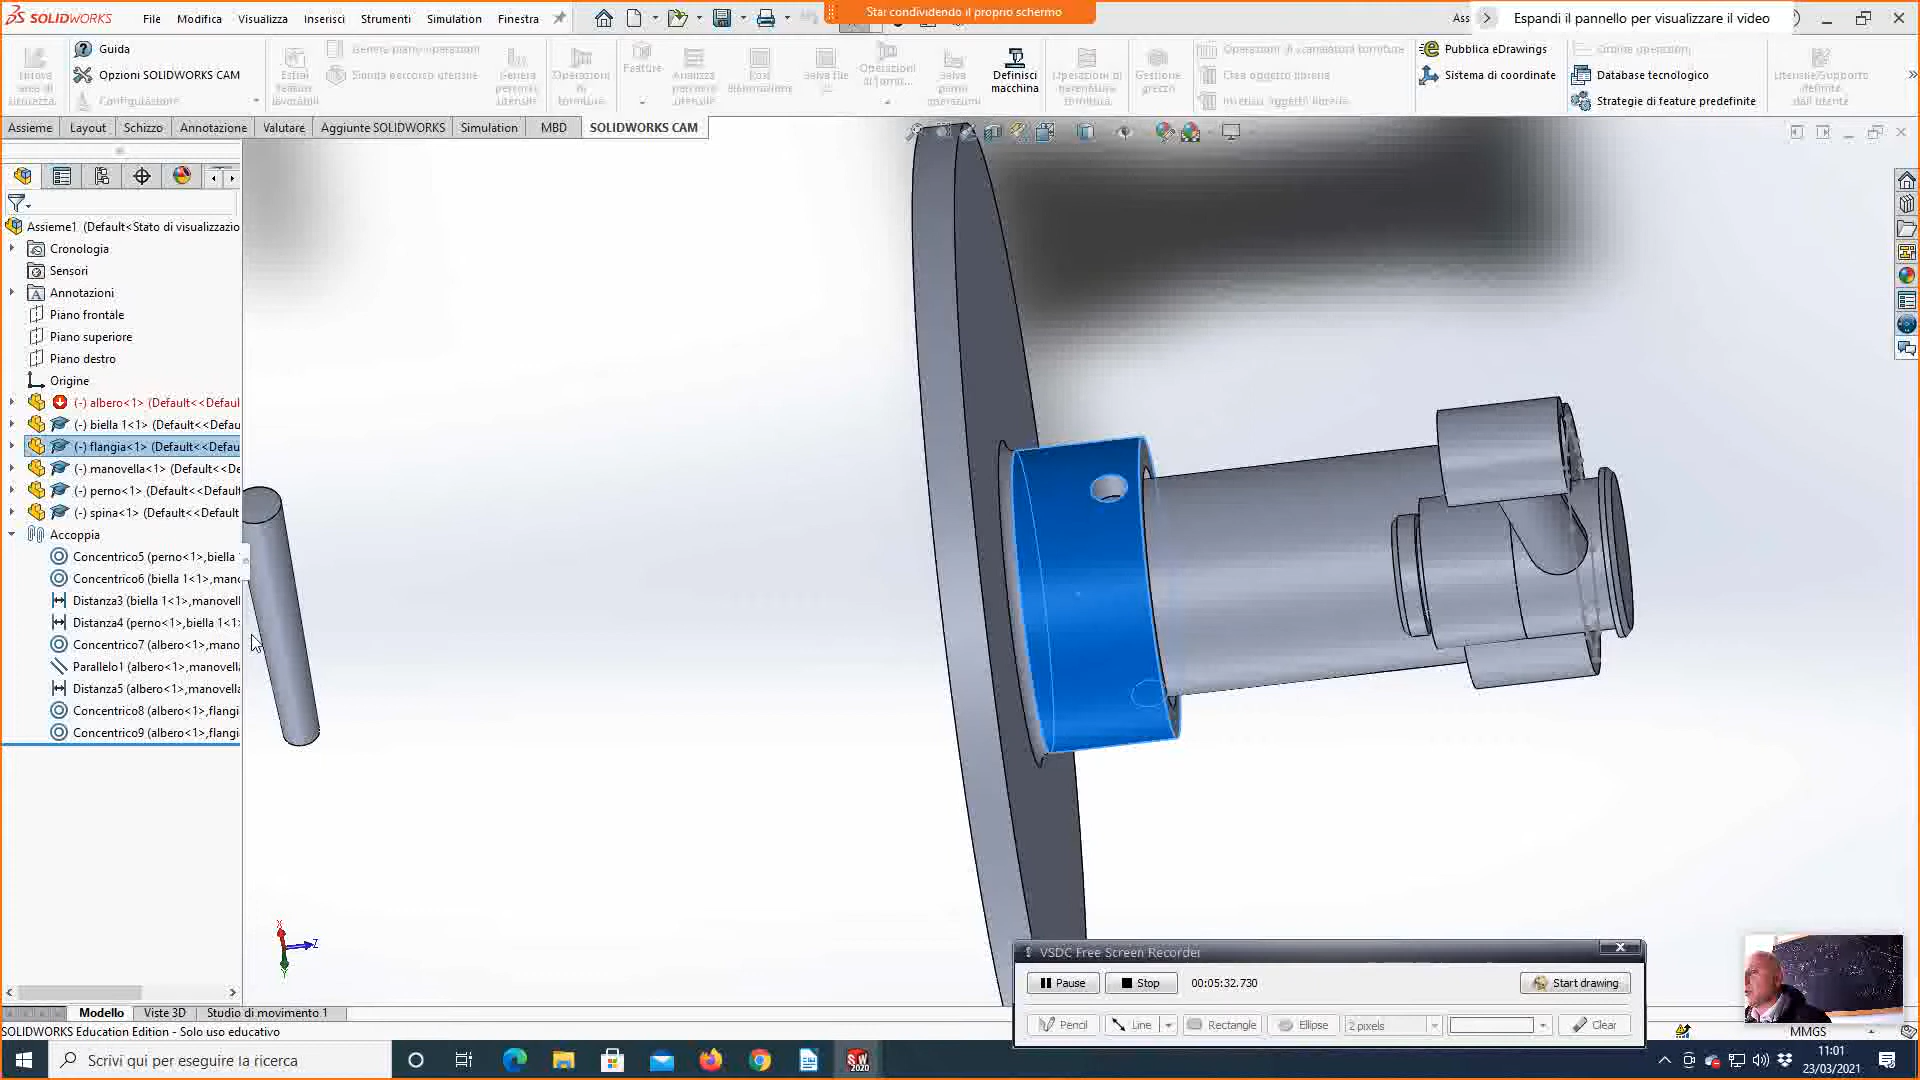 SOLIDWORKS
File
Modifica
Visualizza
Inserisci
Strumenti
Simulation
Finestra
Stai condividendo il proprio schermo
Ass
Espandi il pannello per visualizzare il video
Guida
Opzioni SOLIDWORKS CAM
Configurazione
Definisci
macchina
Pubblica eDrawings
Sistema di coordinate
Database tecnologico
Strategie di feature predefinite
Assieme
Layout
Schizzo
Annotazione
Valutare
Aggiunte SOLIDWORKS
Simulation
MBD
SOLIDWORKS CAM
Assieme1 (Default<Stato di visualizzazio
Cronologia
Sensori
Annotazioni
Piano frontale
Piano superiore
Piano destro
Origine
(-) albero<1> (Default<<Defaul
(-) biella 1<1> (Default<<Defau
(-) flangia<1> (Default<<Defau
(-) manovella<1> (Default<<De
(-) perno<1> (Default<<Default
(-) spina<1> (Default<<Default
Accoppia
Concentrico5 (perno<1>,biella
Concentrico6 (biella 1<1>,mano
Distanza3 (biella 1<1>,manovell
Distanza4 (perno<1>,biella 1<1>
Concentrico7 (albero<1>,mano
Parallelo1 (albero<1>,manovella
Distanza5 (albero<1>,manovella
Concentrico8 (albero<1>,flangi
Concentrico9 (albero<1>,flangi
X
Z
Y
VSDC Free Screen Recorder
Pause
Stop
00:05:32.730
Start drawing
Pencil
Line
Rectangle
Ellipse
2 pixels
Clear
Modello
Viste 3D
Studio di movimento 1
SOLIDWORKS Education Edition - Solo uso educativo
MMGS
Scrivi qui per eseguire la ricerca
SW
2020
11:01
23/03/2021